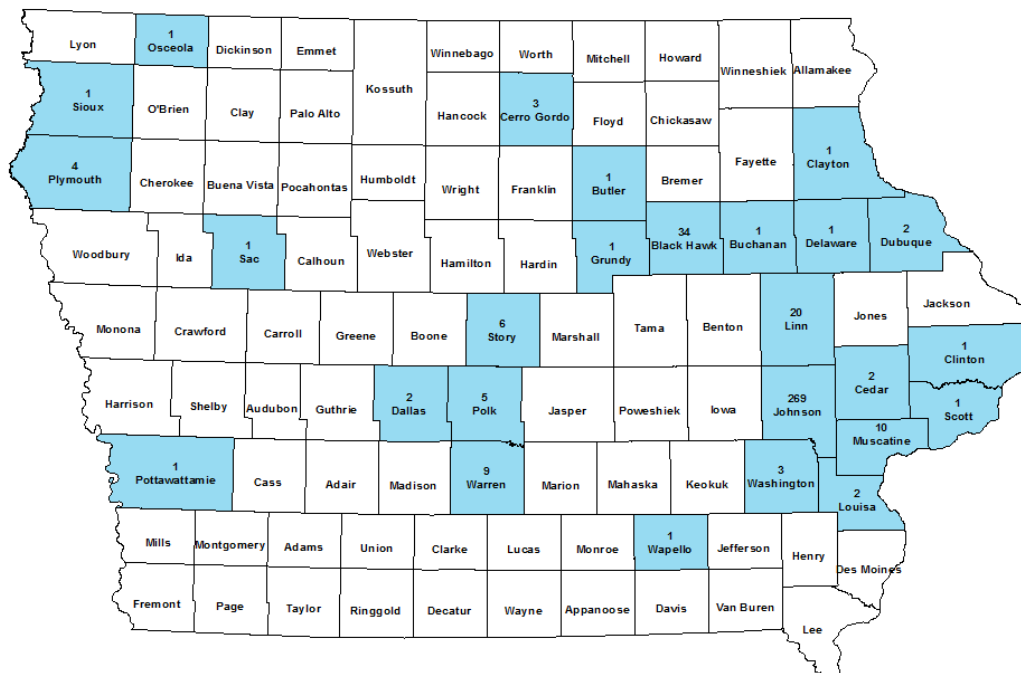 Lyon
1
Osceola
Dickinson
Emmet
Kossuth
Winnebago
Worth
Mitchell
Howard
Winneshiek
Allamakee
1
Sioux
O'Brien
Clay
Palo Alto
Hancock
3
Cerro Gordo
Floyd
Chickasaw
Fayette
1
Clayton
4
Plymouth
Cherokee
Buena Vista
Pocahontas
Humboldt
Wright
Franklin
1
Butler
Bremer
Woodbury
Ida
1
Sac
Calhoun
Webster
Hamilton
Hardin
1
Grundy
34
Black Hawk
1
Buchanan
1
Delaware
2
Dubuque
Monona
Crawford
Carroll
Greene
Boone
6
Story
Marshall
Tama
Benton
20
Linn
Jones
Jackson
1
Clinton
Harrison
Shelby
Audubon
Guthrie
2
Dallas
5
Polk
Jasper
Poweshiek
Iowa
269
Johnson
2
Cedar
1
Scott
10
Muscatine
1
Pottawattamie
Cass
Adair
Madison
9
Warren
Marion
Mahaska
Keokuk
3
Washington
2
Louisa
Mills
Montgomery
Adams
Union
Clarke
Lucas
Monroe
1
Wapello
Jefferson
Henry
Des Moines
Fremont
Page
Taylor
Ringgold
Decatur
Wayne
Appanoose
Davis
Van Buren
Lee